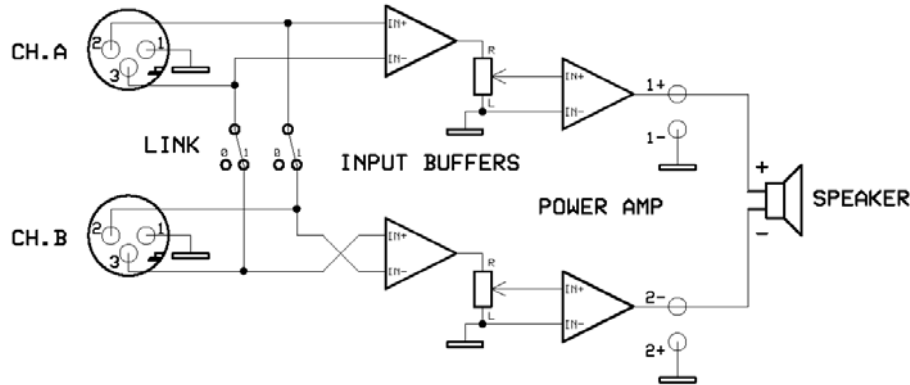 CH.A
2
1
3
IN+
IN-
R
L
IN+
IN-
1+
1-
LINK
0
1
0
1
INPUT BUFFERS
POWER AMP
+
SPEAKER
-
CH.B
2
1
3
IN+
IN-
R
L
IN+
IN-
2-
2+